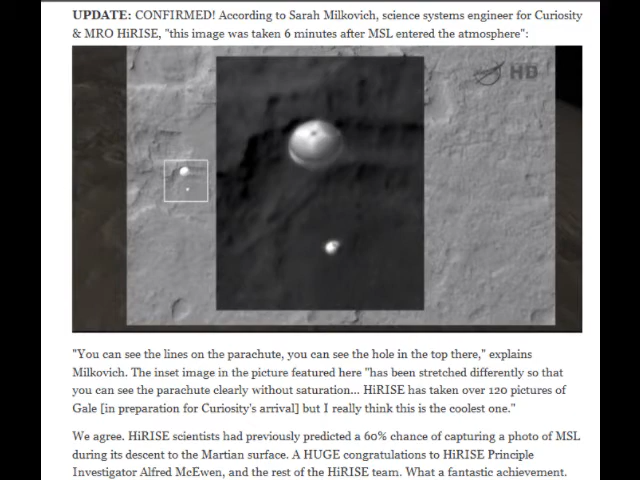 UPDATE: CONFIRMED! According to Sarah Milkovich, science systems engineer for Curiosity
& MRO HiRISE, "this image was taken 6 minutes after MSL entered the atmosphere":
HD
"You can see the lines on the parachute, you can see the hole in the top there," explains
Milkovich. The inset image in the picture featured here "has been stretched differently so that
you can see the parachute clearly without saturation... HiRISE has taken over 120 pictures of
Gale [in preparation for Curiosity's arrival] but I really think this is the coolest one."
We agree. HiRISE scientists had previously predicted a 60% chance of capturing a photo of MSL
during its descent to the Martian surface. A HUGE congratulations to HiRISE Principle
Investigator Alfred McEwen, and the rest of the HiRISE team. What a fantastic achievement.